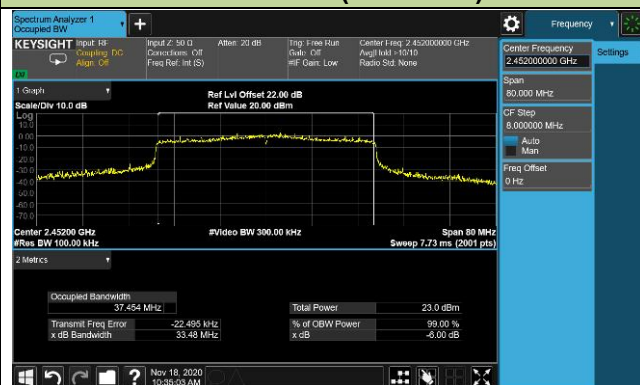 Spectrum Analyzer 1
Occupied BW
+
Frequency
KEYSIGHT Input: RF
Coupling: DC
Align: Off
Input Z: 50 Ω
Corrections: Off
Freq Ref: Int (S)
Atten: 20 dB
Trig: Free Run
Gate: Off
#IF Gain: Low
Center Freq: 2.452000000 GHz
Avg|Hold >10/10
Radio Std: None
Center Frequency
2.452000000 GHz
Settings
Span
80.000 MHz
CF Step
8.000000 MHz
Auto
Man
Freq Offset
0 Hz
1 Graph
Scale/Div 10.0 dB
Ref Lvl Offset 22.00 dB
Ref Value 20.00 dBm
Log
10.0
0.00
-10.0
-20.0
-30.0
-40.0
-50.0
-60.0
-70.0
Center 2.45200 GHz
#Res BW 100.00 kHz
#Video BW 300.00 kHz
Span 80 MHz
Sweep 7.73 ms (2001 pts)
2 Metrics
Occupied Bandwidth
37.454 MHz
Total Power 23.0 dBm
Transmit Freq Error -22.495 kHz
% of OBW Power 99.00 %
x dB Bandwidth 33.48 MHz
x dB -6.00 dB
?
Nov 18, 2020
10:35:03 AM